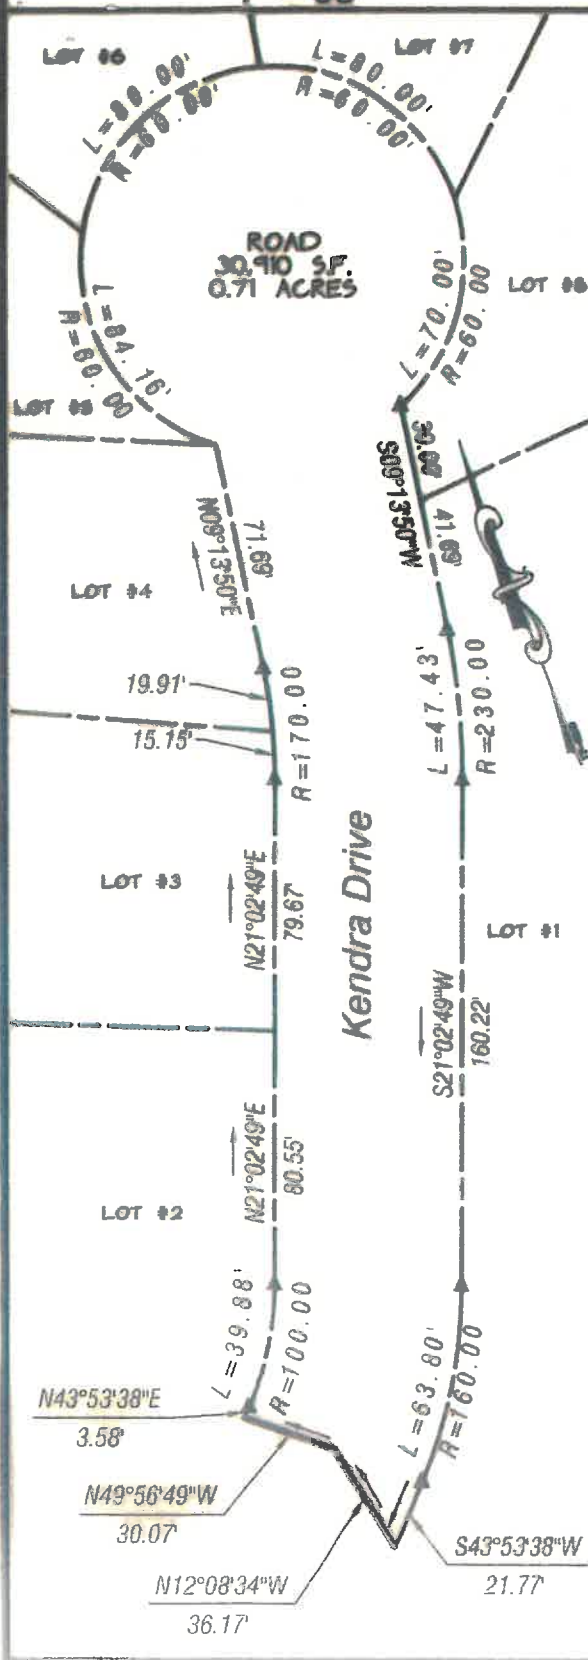 LOT #6
LOT #7
L=80.00'
R=60.00'
L=80.00'
R=60.00'
ROAD
30,910 S.F.
0.71 ACRES
LOT #8
L=70.00'
R=60.00
L=84.16'
R=60.00
LOT #5
S09°13'50"W
41.69'
71.69'
N09°13'50"E
LOT #4
19.91'
15.15'
R=170.00
L=47.43'
R=230.00
LOT #3
N21°02'49"E
79.67'
Kendra Drive
LOT #1
S21°02'49"W
160.22'
N21°02'49"E
80.55'
LOT #2
L=39.88'
R=100.00
L=63.80'
R=160.00
N43°53'38"E
3.58'
N49°56'49"W
30.07'
N12°08'34"W
36.17'
S43°53'38"W
21.77'